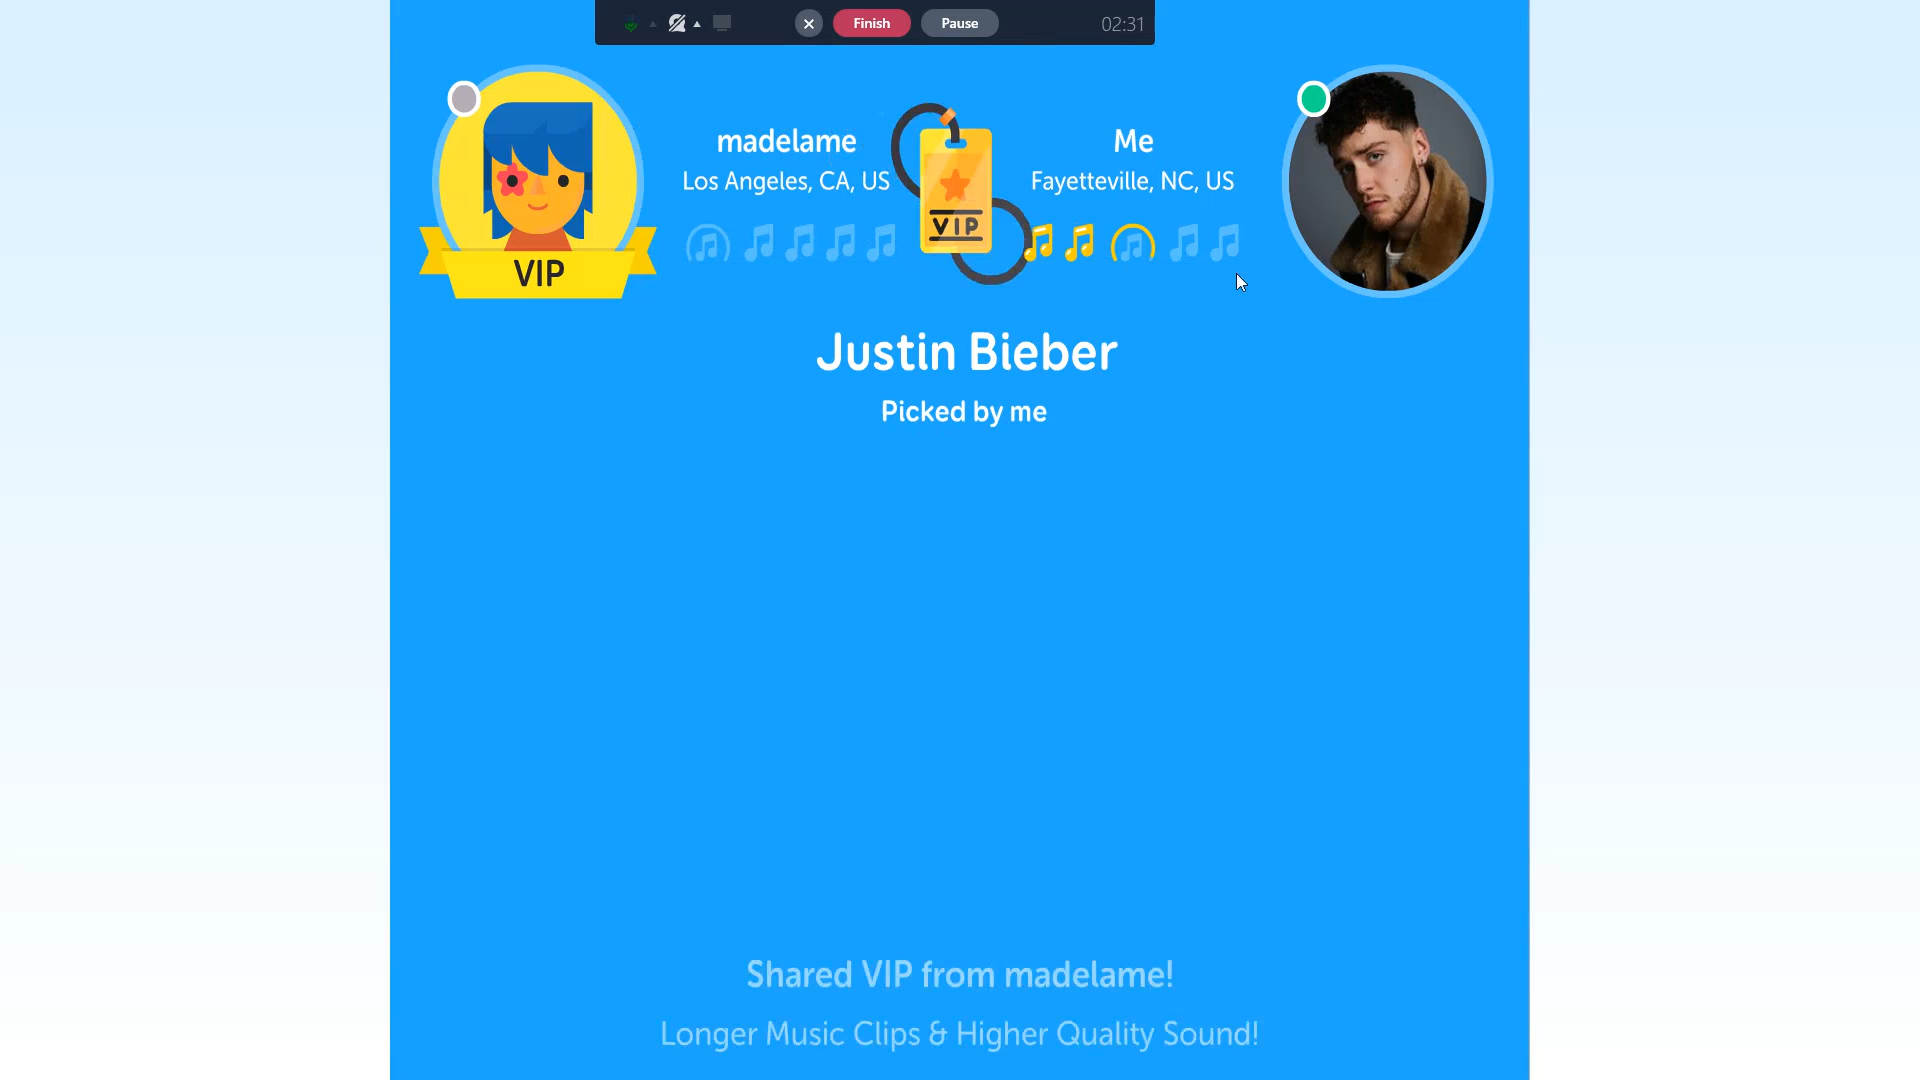 Finish
Pause
02:31
madelame
Los Angeles, CA, US
VIP
VIP
Me
Fayetteville, NC, US
Justin Bieber
Picked by me
Shared VIP from madelame!
Longer Music Clips & Higher Quality Sound!